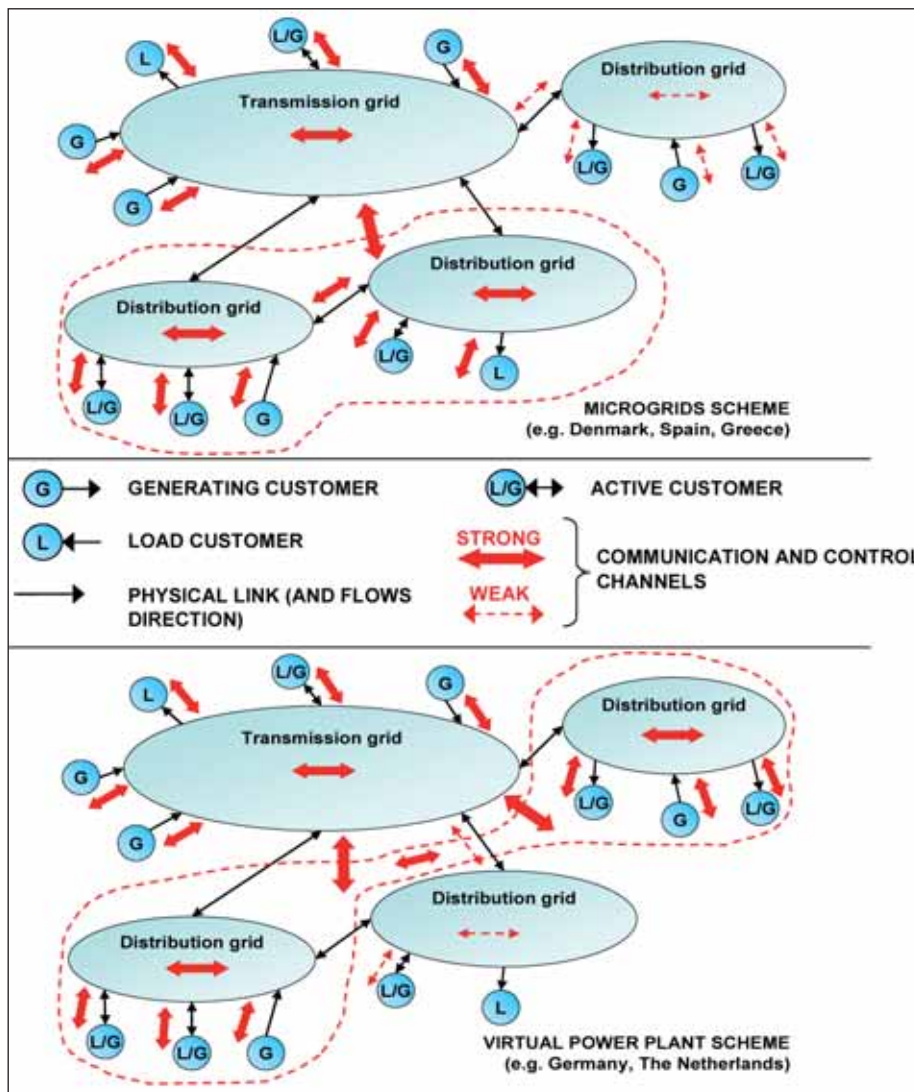 L
L/G
G
Transmission grid
Distribution grid
G
G
L/G
G
L/G
Distribution grid
Distribution grid
L/G
L
L/G
L/G
G
MICROGRIDS SCHEME
(e.g. Denmark, Spain, Greece)
G
GENERATING CUSTOMER
L/G
ACTIVE CUSTOMER
L
LOAD CUSTOMER
STRONG
WEAK
COMMUNICATION AND CONTROL
CHANNELS
PHYSICAL LINK (AND FLOWS
DIRECTION)
L
L/G
G
Transmission grid
Distribution grid
G
G
L/G
G
L/G
Distribution grid
Distribution grid
L/G
L
L/G
L/G
G
VIRTUAL POWER PLANT SCHEME
(e.g. Germany, The Netherlands)